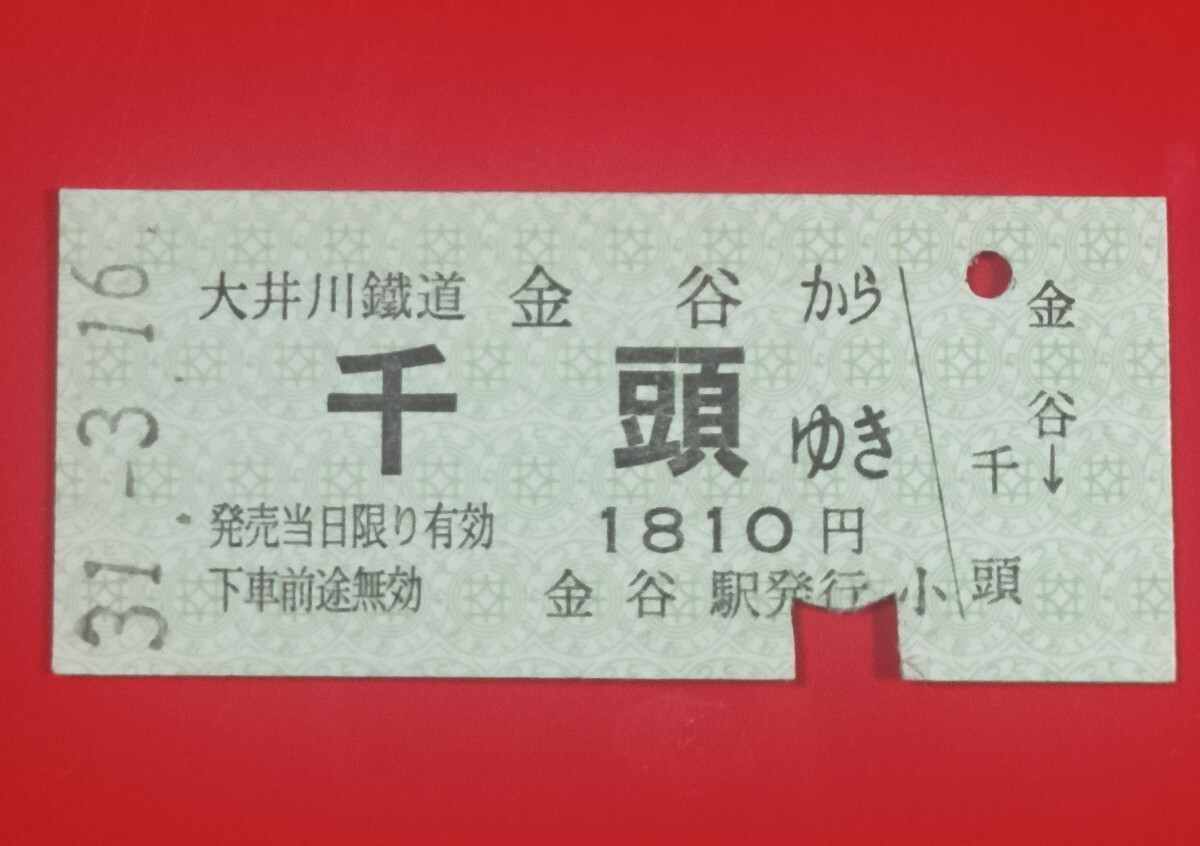 31.-3.16
大井川鐵道 金谷から
千頭ゆき
発売当日限り有効 1810円
下車前途無効 金谷駅発行 小
金谷→
千頭